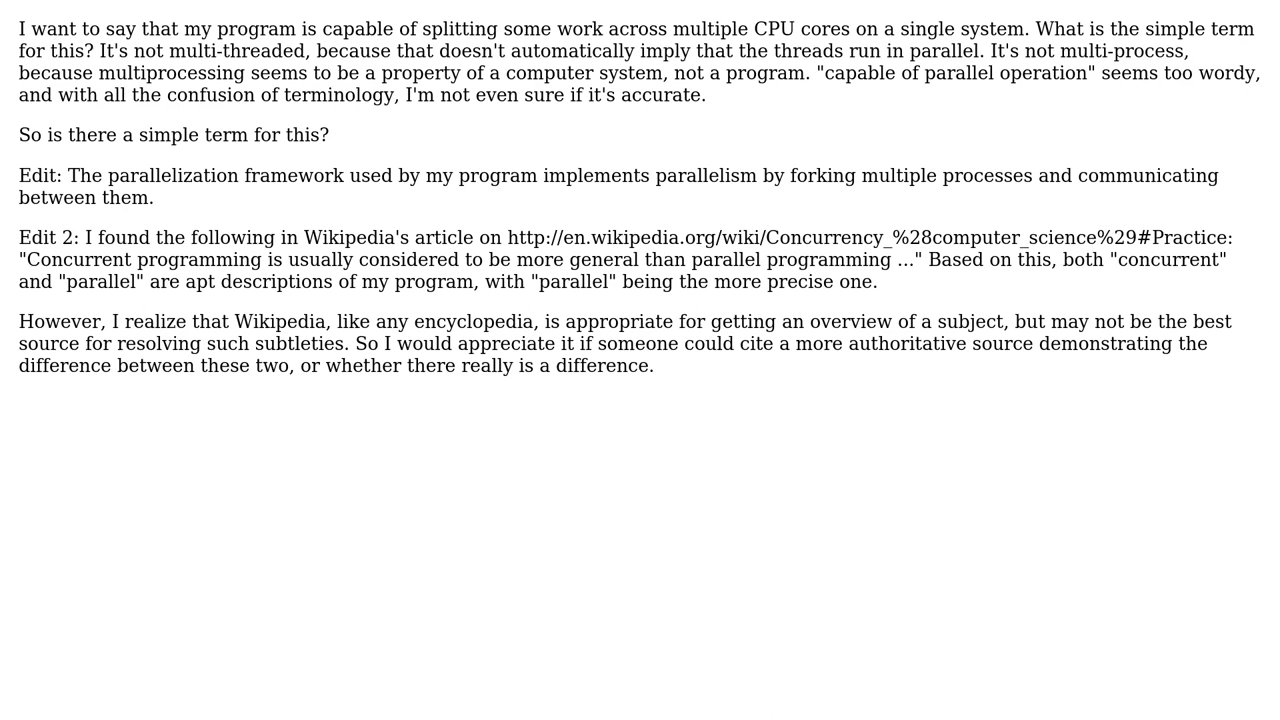 I want to say that my program is capable of splitting some work across multiple CPU cores on a single system. What is the simple term
for this? It's not multi-threaded, because that doesn't automatically imply that the threads run in parallel. It's not multi-process,
because multiprocessing seems to be a property of a computer system, not a program. "capable of parallel operation" seems too wordy,
and with all the confusion of terminology, I'm not even sure if it's accurate.
So is there a simple term for this?
Edit: The parallelization framework used by my program implements parallelism by forking multiple processes and communicating
between them.
Edit 2: I found the following in Wikipedia's article on http://en.wikipedia.org/wiki/Concurrency_%28computer_science%29#Practice:
"Concurrent programming is usually considered to be more general than parallel programming ..." Based on this, both "concurrent"
and "parallel" are apt descriptions of my program, with "parallel" being the more precise one.
However, I realize that Wikipedia, like any encyclopedia, is appropriate for getting an overview of a subject, but may not be the best
source for resolving such subtleties. So I would appreciate it if someone could cite a more authoritative source demonstrating the
difference between these two, or whether there really is a difference.